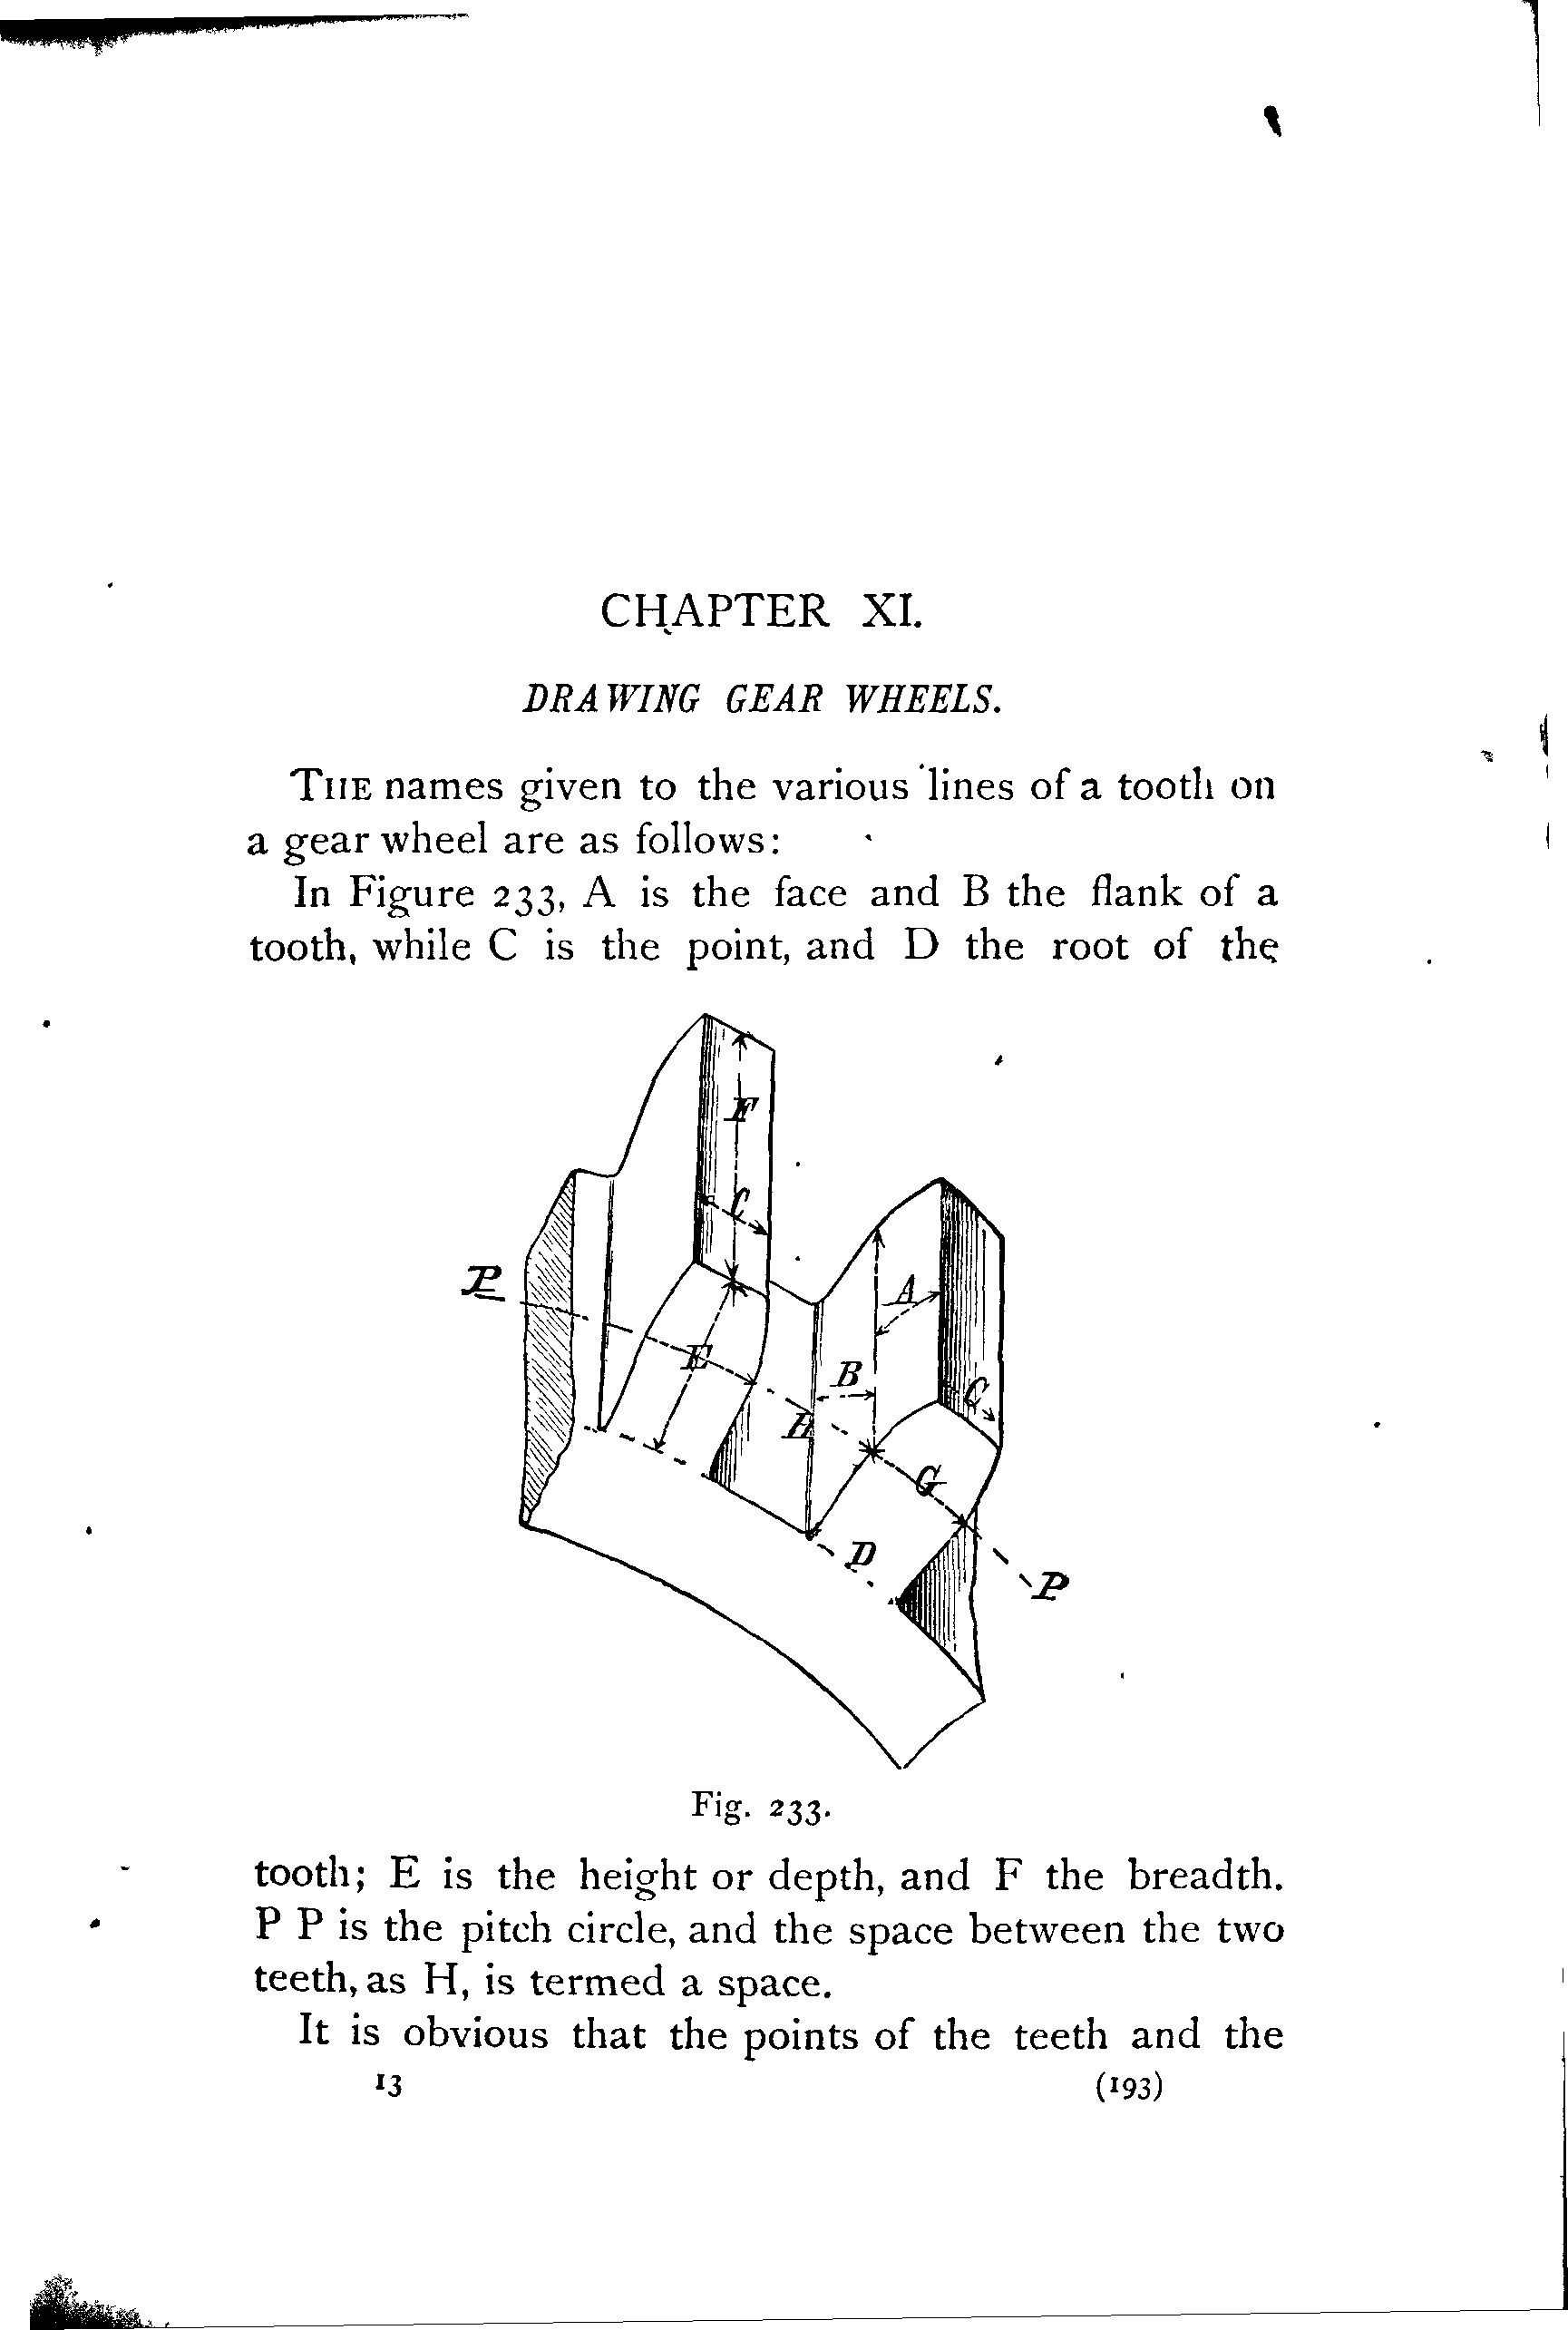 CHAPTER XI.
DRAWING GEAR WHEELS.
THE names given to the various lines of a tooth on
a gear wheel are as follows:
In Figure 233, A is the face and B the flank of a
tooth, while C is the point, and D the root of the
F
C
P
A
E
B
C
H
G
D
P
Fig. 233.
tooth; E is the height or depth, and F the breadth.
P P is the pitch circle, and the space between the two
teeth, as H, is termed a space.
It is obvious that the points of the teeth and the
13 (193)